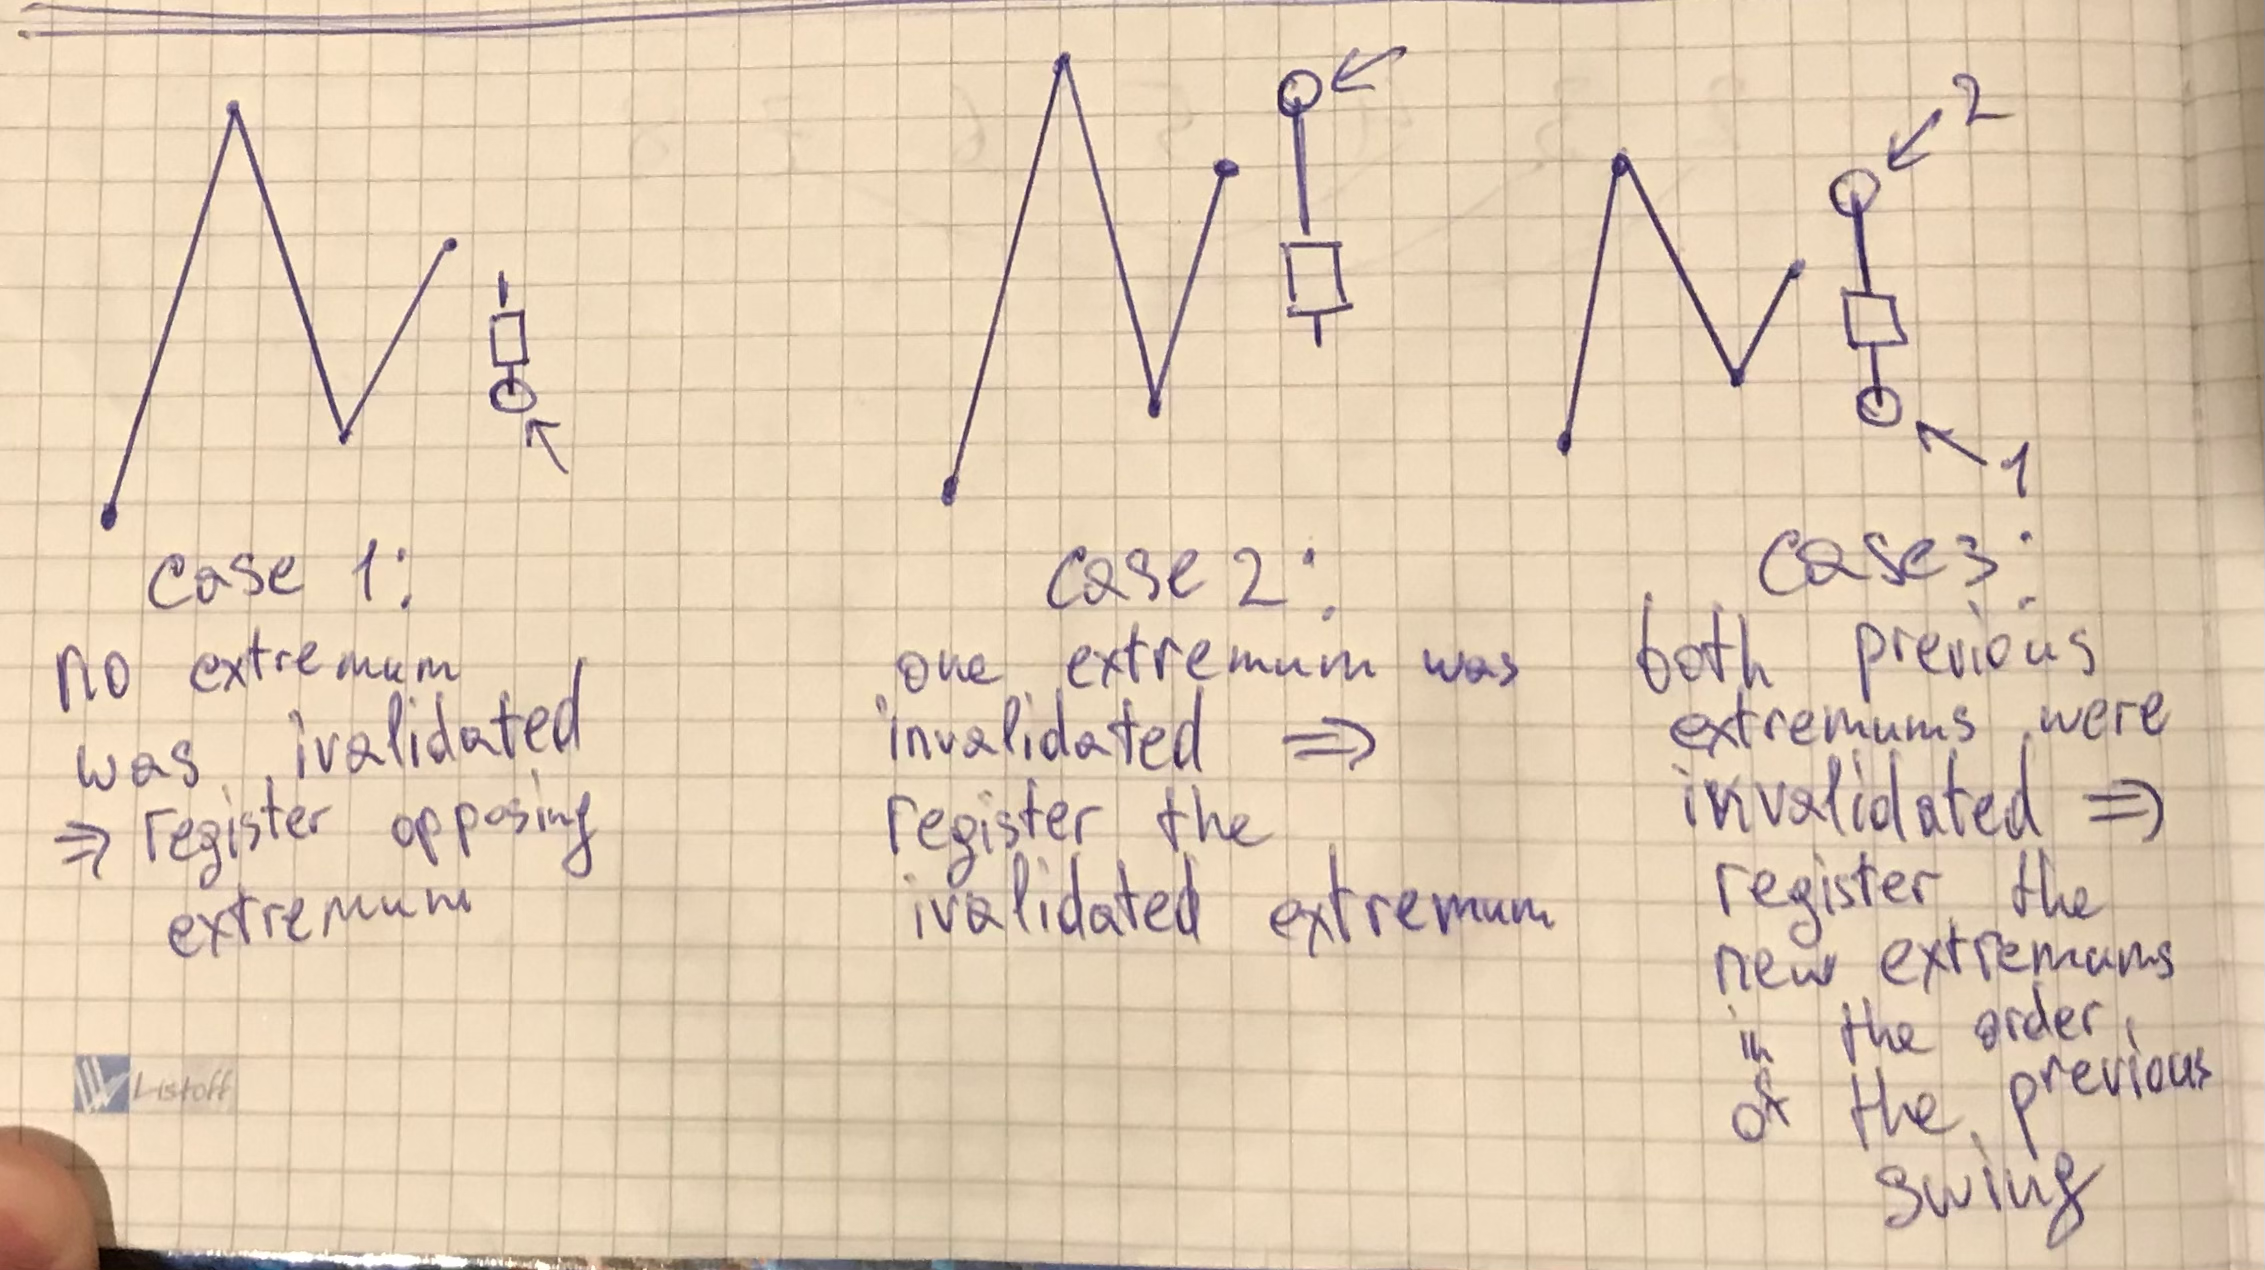 2
1
case 1:
no extremum
was ivalidated
⇒ register opposing
extremum
case 2:
one extremum was
invalidated ⇒
register the
ivalidated extremum
case 3:
both previous
extremums were
invalidated ⇒
register the
new extremums
in the order
of the previous
swing
Listoff